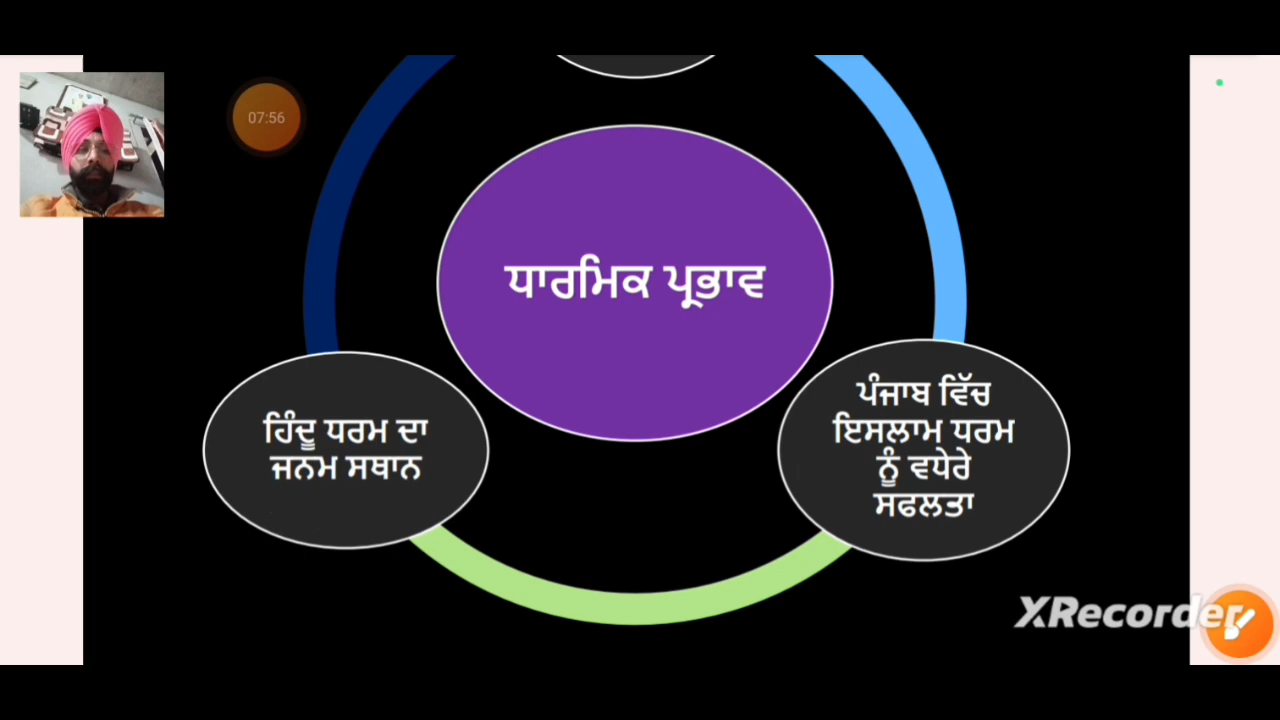 07:56
ਧਾਰਮਿਕ ਪ੍ਰਭਾਵ
ਹਿੰਦੂ ਧਰਮ ਦਾ
ਜਨਮ ਸਥਾਨ
ਪੰਜਾਬ ਵਿੱਚ
ਇਸਲਾਮ ਧਰਮ
ਨੂੰ ਵਧੇਰੇ
ਸਫਲਤਾ
XRecorder